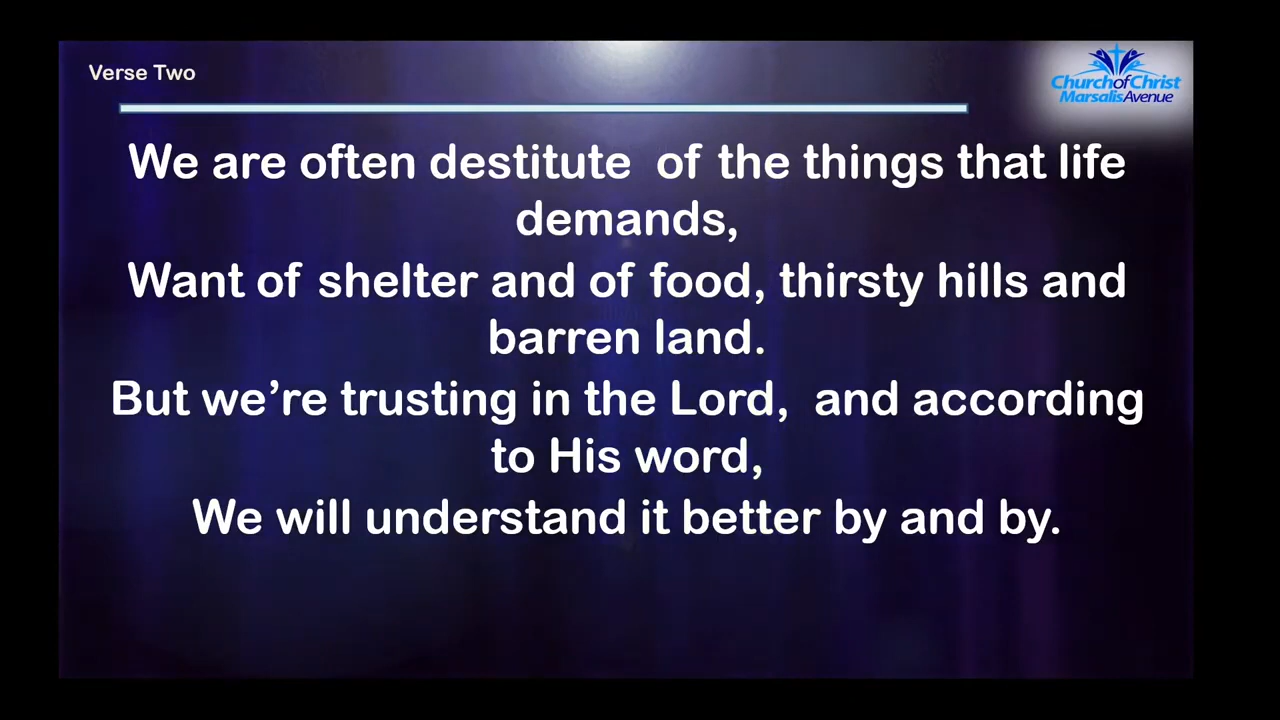 Verse Two
Church of Christ
Marsalis Avenue
We are often destitute of the things that life
demands,
Want of shelter and of food, thirsty hills and
barren land.
But we’re trusting in the Lord, and according
to His word,
We will understand it better by and by.